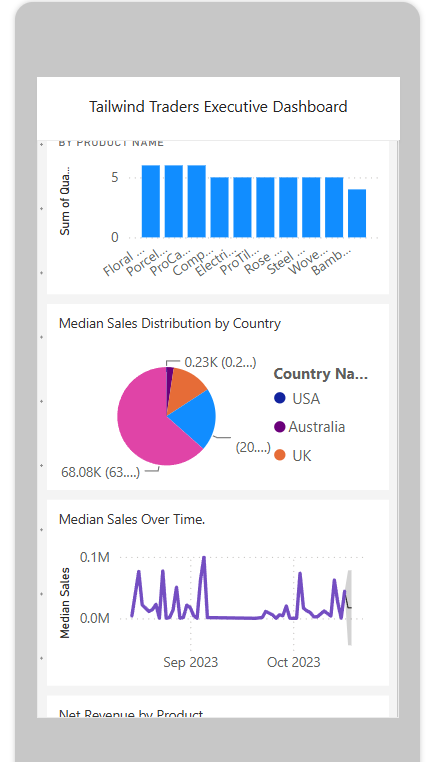 Tailwind Traders Executive Dashboard
BY PRODUCT NAME
Sum of Qua...
5
0
Floral ...
Porcel...
ProCa...
Comp...
Electri...
ProTil...
Rose ...
Steel ...
Wove...
Bamb...
Median Sales Distribution by Country
0.23K (0.2...)
(20....)
68.08K (63....)
Country Na...
USA
Australia
UK
Median Sales Over Time.
Median Sales
0.1M
0.0M
Sep 2023
Oct 2023
Net Revenue by Product